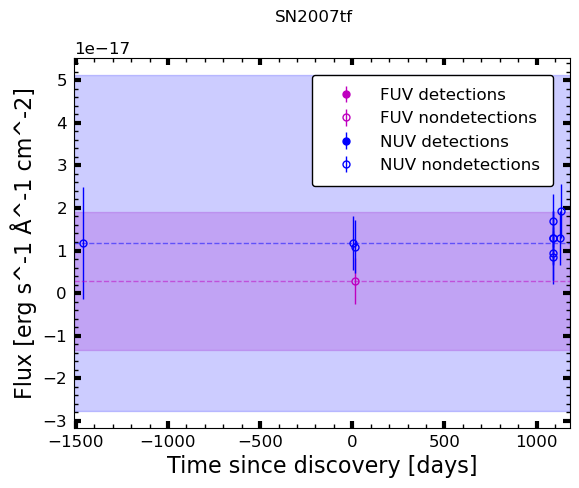 SN2007tf
1e−17
Flux [erg s^-1 Å^-1 cm^-2]
5
4
3
2
1
0
−1
−2
−3
FUV detections
FUV nondetections
NUV detections
NUV nondetections
−1500 −1000 −500 0 500 1000
Time since discovery [days]